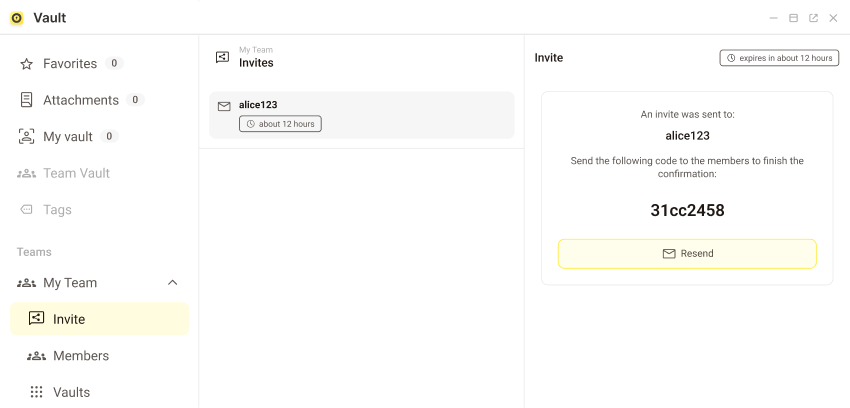 Vault
Favorites 0
Attachments 0
My vault 0
Team Vault
Tags
Teams
My Team
Invite
Members
Vaults
My Team
Invites
alice123
about 12 hours
Invite
expires in about 12 hours
An invite was sent to:
alice123
Send the following code to the members to finish the
confirmation:
31cc2458
Resend